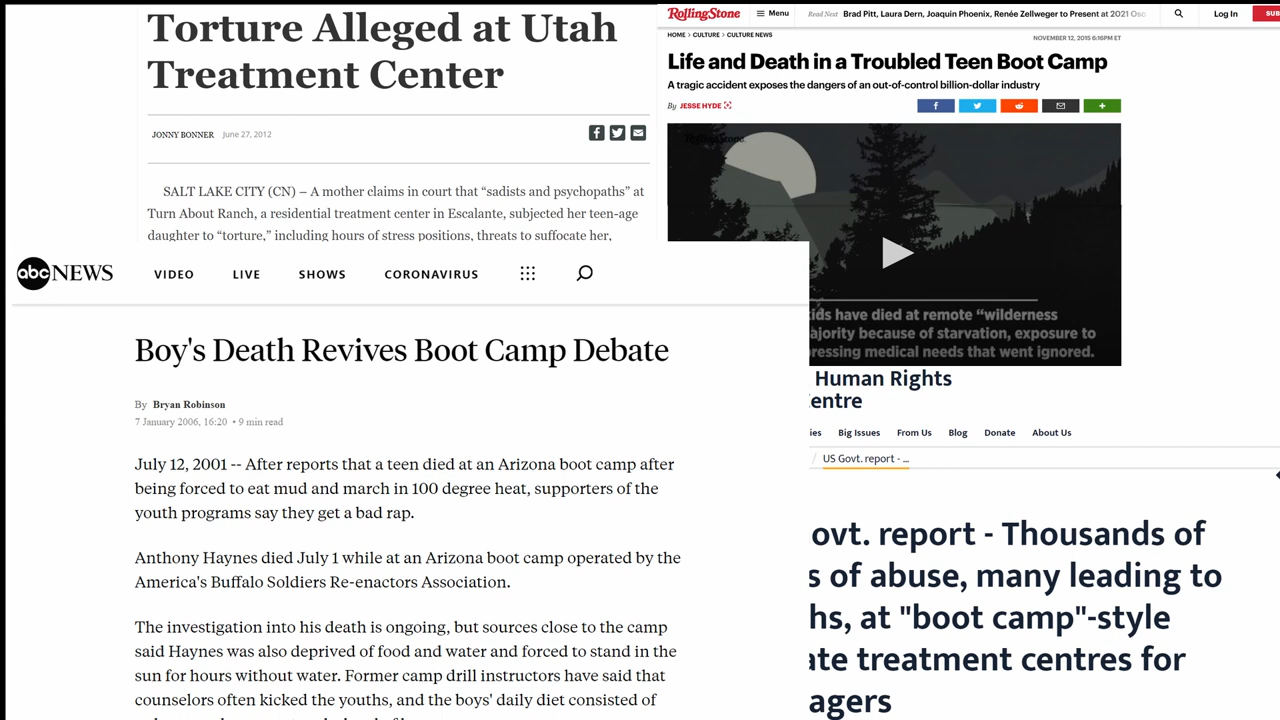 Torture Alleged at Utah
Treatment Center
JONNY BONNER June 27, 2012
SALT LAKE CITY (CN) – A mother claims in court that “sadists and psychopaths” at
Turn About Ranch, a residential treatment center in Escalante, subjected her teen-age
daughter to “torture,” including hours of stress positions, threats to suffocate her,
RollingStone
Menu
Read Next Brad Pitt, Laura Dern, Joaquin Phoenix, Renée Zellweger to Present at 2021 Osc
Log In
SUB
HOME > CULTURE > CULTURE NEWS
NOVEMBER 12, 2015 6:16PM ET
Life and Death in a Troubled Teen Boot Camp
A tragic accident exposes the dangers of an out-of-control billion-dollar industry
By JESSE HYDE
RollingStone
ids have died at remote “wilderness
ajority because of starvation, exposure to
ressing medical needs that went ignored.
abc NEWS
VIDEO LIVE SHOWS CORONAVIRUS
Boy's Death Revives Boot Camp Debate
By Bryan Robinson
7 January 2006, 16:20 • 9 min read
July 12, 2001 -- After reports that a teen died at an Arizona boot camp after
being forced to eat mud and march in 100 degree heat, supporters of the
youth programs say they get a bad rap.
Anthony Haynes died July 1 while at an Arizona boot camp operated by the
America's Buffalo Soldiers Re-enactors Association.
The investigation into his death is ongoing, but sources close to the camp
said Haynes was also deprived of food and water and forced to stand in the
sun for hours without water. Former camp drill instructors have said that
counselors often kicked the youths, and the boys' daily diet consisted of
Human Rights
entre
ies Big Issues From Us Blog Donate About Us
/ US Govt. report - ...
ovt. report - Thousands of
s of abuse, many leading to
hs, at "boot camp"-style
ate treatment centres for
agers